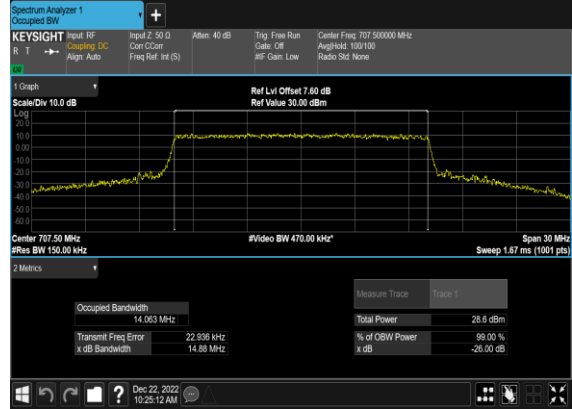 Spectrum Analyzer 1
Occupied BW
+
KEYSIGHT Input: RF Input Z: 50 Ω Atten: 40 dB Trig: Free Run Center Freq: 707.500000 MHz
R T Coupling: DC Corr CCorr Gate: Off Avg|Hold: 100/100
Align: Auto Freq Ref: Int (S) #IF Gain: Low Radio Std: None
1 Graph
Ref Lvl Offset 7.60 dB
Scale/Div 10.0 dB Ref Value 30.00 dBm
Log
20.0
10.0
0.00
-10.0
-20.0
-30.0
-40.0
-50.0
-60.0
Center 707.50 MHz #Video BW 470.00 kHz* Span 30 MHz
#Res BW 150.00 kHz Sweep 1.67 ms (1001 pts)
2 Metrics
Measure Trace Trace 1
Occupied Bandwidth
14.063 MHz Total Power 28.6 dBm
Transmit Freq Error 22.936 kHz % of OBW Power 99.00 %
x dB Bandwidth 14.88 MHz x dB -26.00 dB
? Dec 22, 2022
10:25:12 AM